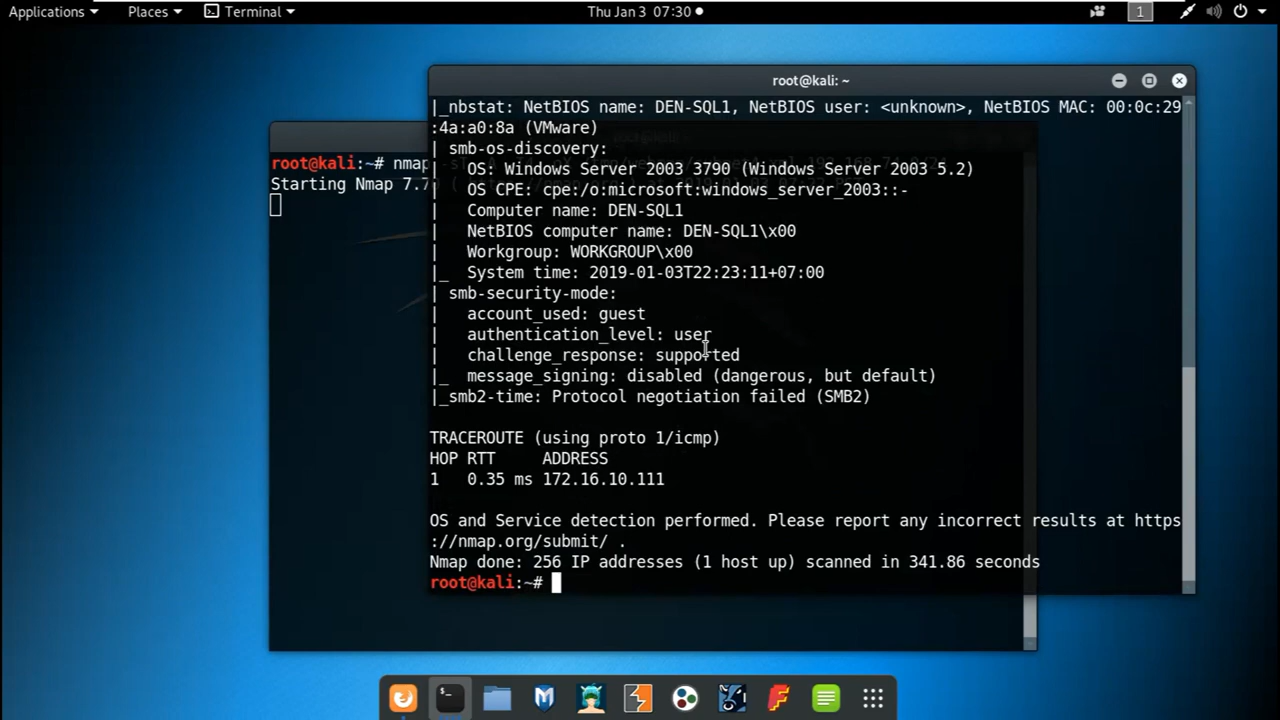 Applications
Places
Terminal
Thu Jan 3 07:30
1
root@kali: ~
root@kali:~# nmap
Starting Nmap 7.7
|_nbstat: NetBIOS name: DEN-SQL1, NetBIOS user: <unknown>, NetBIOS MAC: 00:0c:29
:4a:a0:8a (VMware)
| smb-os-discovery:
|   OS: Windows Server 2003 3790 (Windows Server 2003 5.2)
|   OS CPE: cpe:/o:microsoft:windows_server_2003::-
|   Computer name: DEN-SQL1
|   NetBIOS computer name: DEN-SQL1\x00
|   Workgroup: WORKGROUP\x00
|_  System time: 2019-01-03T22:23:11+07:00
| smb-security-mode:
|   account_used: guest
|   authentication_level: user
|   challenge_response: supported
|_  message_signing: disabled (dangerous, but default)
|_smb2-time: Protocol negotiation failed (SMB2)
TRACEROUTE (using proto 1/icmp)
HOP RTT     ADDRESS
1   0.35 ms 172.16.10.111
OS and Service detection performed. Please report any incorrect results at https
://nmap.org/submit/ .
Nmap done: 256 IP addresses (1 host up) scanned in 341.86 seconds
root@kali:~#